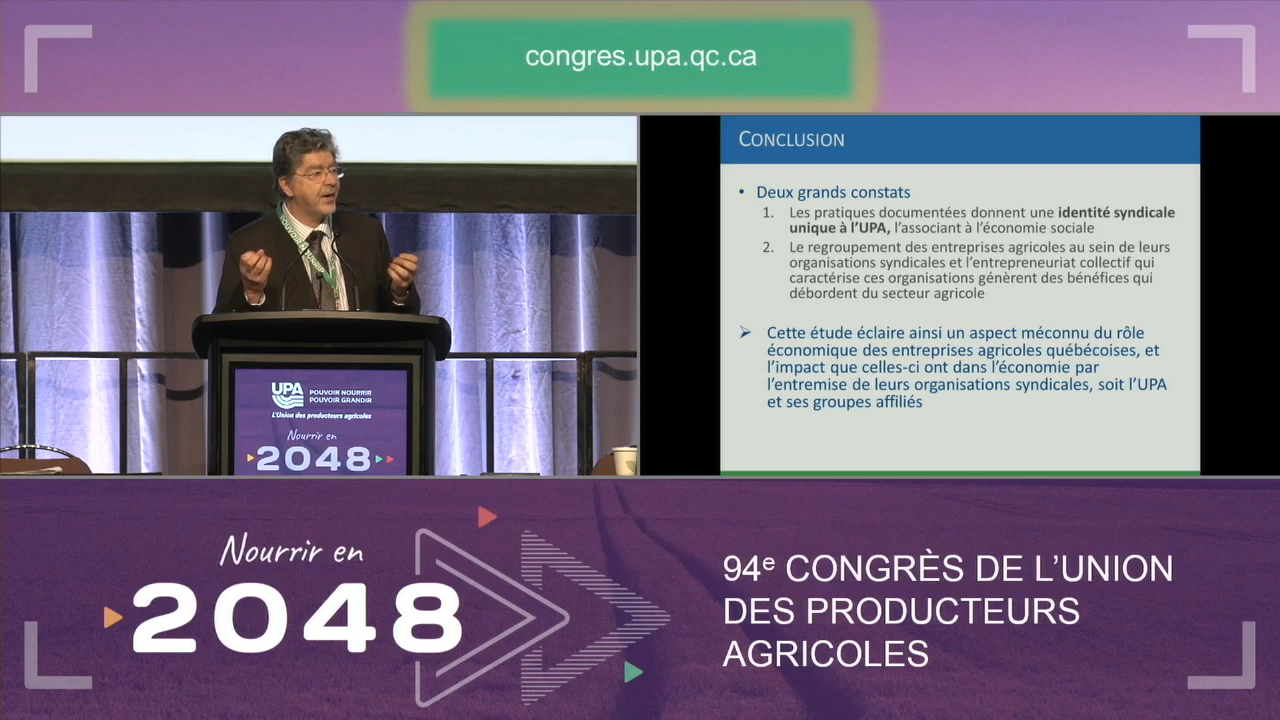 congres.upa.qc.ca
CONCLUSION
• Deux grands constats
1. Les pratiques documentées donnent une identité syndicale
unique à l'UPA, l'associant à l'économie sociale
2. Le regroupement des entreprises agricoles au sein de leurs
organisations syndicales et l'entrepreneuriat collectif qui
caractérise ces organisations génèrent des bénéfices qui
débordent du secteur agricole
➤ Cette étude éclaire ainsi un aspect méconnu du rôle
économique des entreprises agricoles québécoises, et
l'impact que celles-ci ont dans l'économie par
l'entremise de leurs organisations syndicales, soit l'UPA
et ses groupes affiliés
UPA
POUVOIR NOURRIR
POUVOIR GRANDIR
L'Union des producteurs agricoles
Nourrir en
2048
Nourrir en
2048
94e CONGRÈS DE L'UNION
DES PRODUCTEURS
AGRICOLES